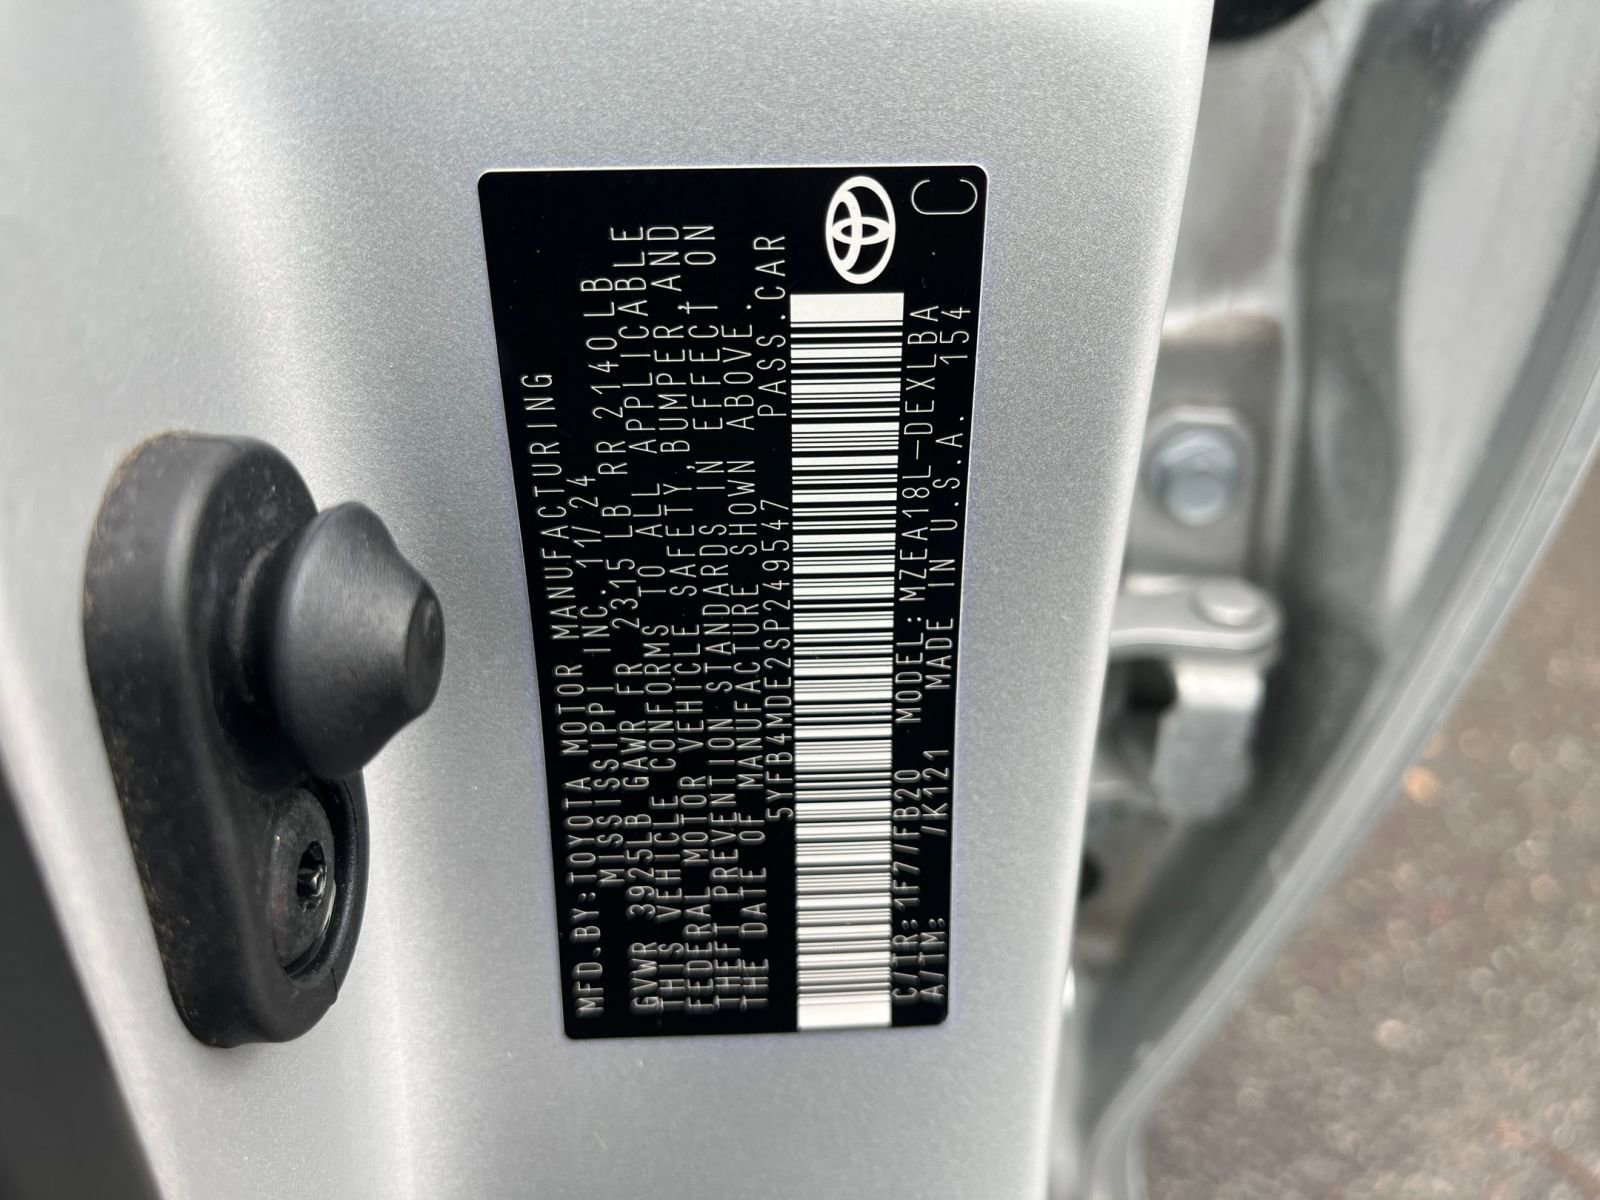 MFD.BY:TOYOTA MOTOR MANUFACTURING
MISSISSIPPI INC. 11/24
GVWR 3925LB GAWR FR 2315 LB RR 2140LB
THIS VEHICLE CONFORMS TO ALL APPLICABLE
FEDERAL MOTOR VEHICLE SAFETY,BUMPER,AND
THEFT PREVENTION STANDARDS IN EFFECT ON
THE DATE OF MANUFACTURE SHOWN ABOVE.
5YFB4MDE2SP249547 PASS.CAR
C/TR:1F7/FB20 MODEL:MZEA18L-DEXLBA
A/TM: /K121 MADE IN U.S.A. 154
C